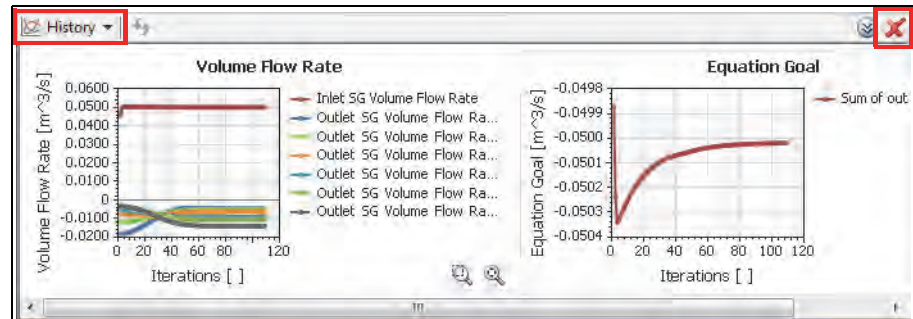 History
Volume Flow Rate
Volume Flow Rate [m^3/s]
0.0600
0.0500
0.0400
0.0300
0.0200
0.0100
0
-0.0100
-0.0200
0 20 40 60 80 100 120
Iterations [ ]
Inlet SG Volume Flow Rate
Outlet SG Volume Flow Ra...
Outlet SG Volume Flow Ra...
Outlet SG Volume Flow Ra...
Outlet SG Volume Flow Ra...
Outlet SG Volume Flow Ra...
Outlet SG Volume Flow Ra...
Equation Goal
Equation Goal [m^3/s]
-0.0498
-0.0499
-0.0500
-0.0501
-0.0502
-0.0503
-0.0504
0 20 40 60 80 100 120
Iterations [ ]
Sum of out